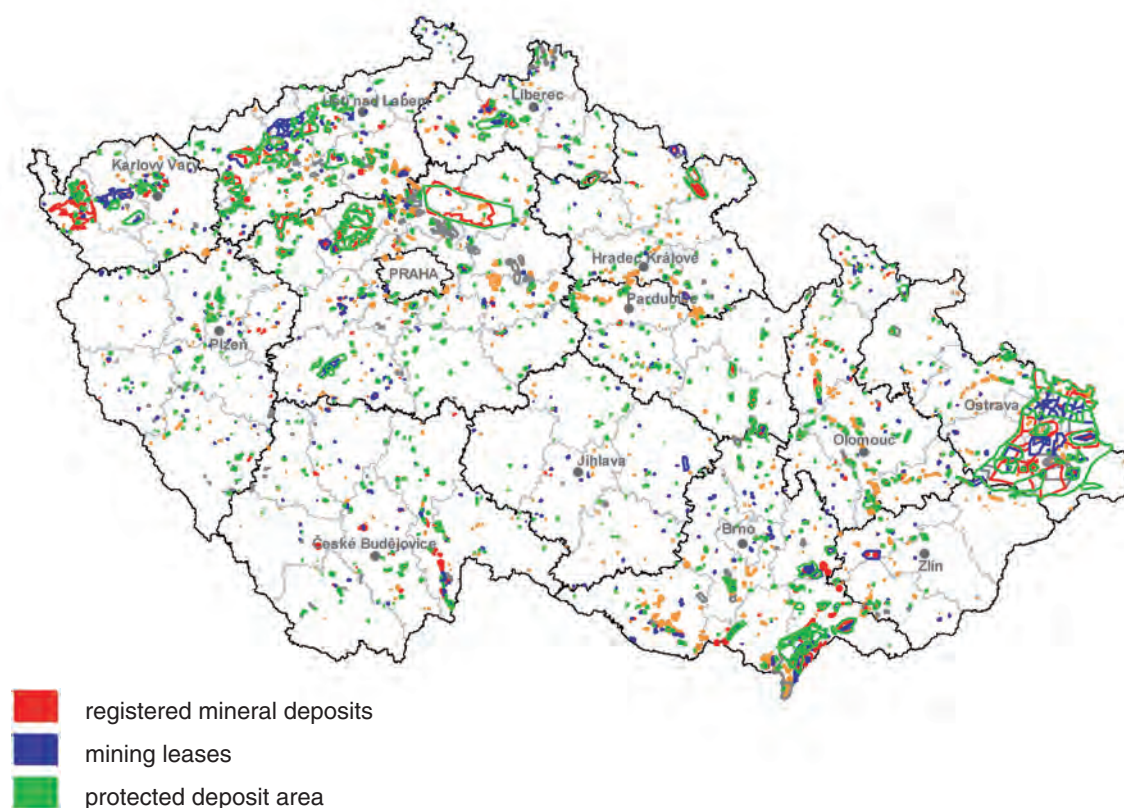 Ústí nad Labem
Liberec
Karlovy Vary
Hradec Králové
PRAHA
Pardubice
Plzeň
Ostrava
Olomouc
Jihlava
Brno
České Budějovice
Zlín
registered mineral deposits
mining leases
protected deposit area